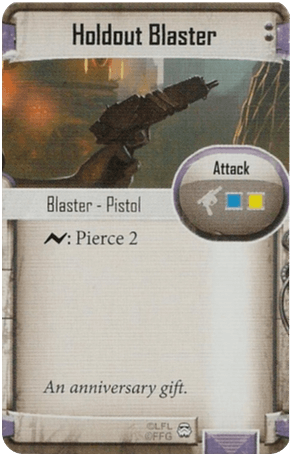 Holdout Blaster
Attack
Blaster - Pistol
: Pierce 2
An anniversary gift.
©LFL
©FFG